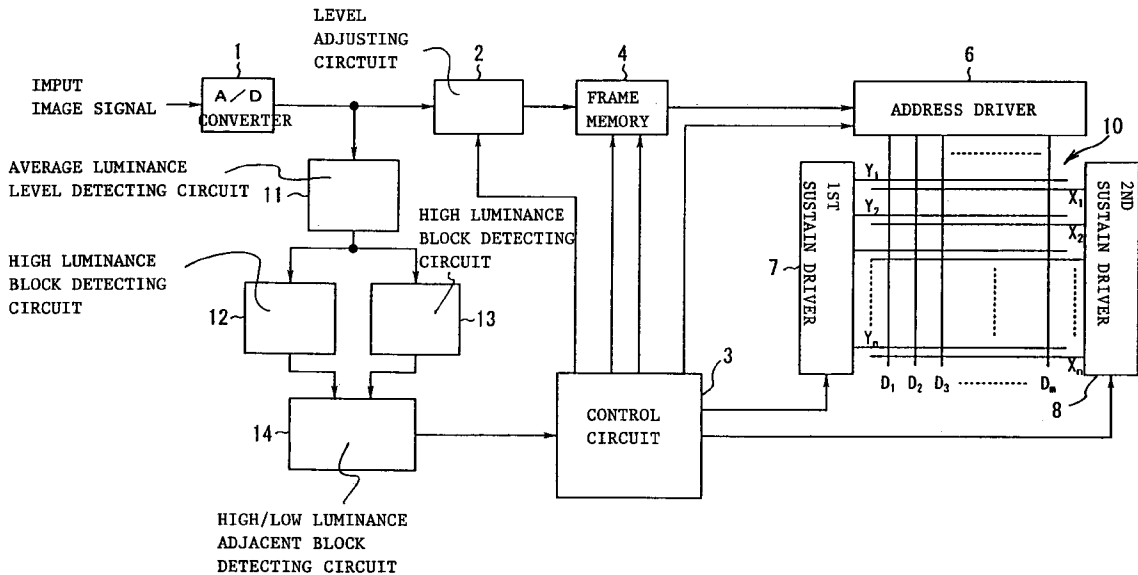 LEVEL
ADJUSTING
CIRCTUIT
1
2
4
6
IMPUT
IMAGE SIGNAL
A/D
CONVERTER
FRAME
MEMORY
ADDRESS DRIVER
10
AVERAGE LUMINANCE
LEVEL DETECTING CIRCUIT
11
HIGH LUMINANCE
BLOCK DETECTING
CIRCUIT
HIGH LUMINANCE
BLOCK DETECTING
CIRCUIT
12
13
7
1ST
SUSTAIN DRIVER
Y1
X1
Y2
X2
Yn
Xn
2ND
SUSTAIN DRIVER
D1 D2 D3 Dm
8
3
CONTROL
CIRCUIT
14
HIGH/LOW LUMINANCE
ADJACENT BLOCK
DETECTING CIRCUIT